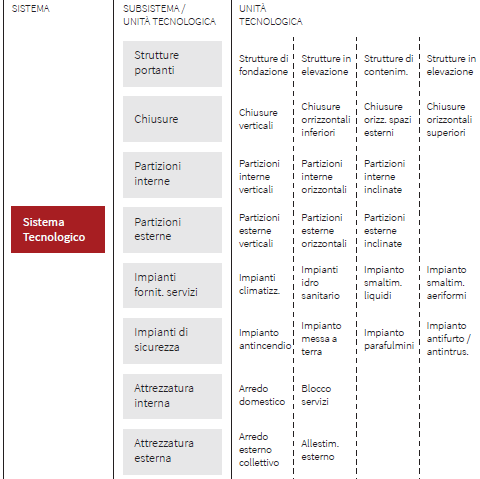 SISTEMA
SUBSISTEMA /
UNITÀ TECNOLOGICA
UNITÀ
TECNOLOGICA
Sistema
Tecnologico
Strutture
portanti
Strutture di
fondazione
Strutture in
elevazione
Strutture di
contenim.
Strutture in
elevazione
Chiusure
Chiusure
verticali
Chiusure
orrizzontali
inferiori
Chiusure
orizz. spazi
esterni
Chiusure
orizzontali
superiori
Partizioni
interne
Partizioni
interne
verticali
Partizioni
interne
orizzontali
Partizioni
interne
inclinate
Partizioni
esterne
Partizioni
esterne
verticali
Partizioni
esterne
orizzontali
Partizioni
esterne
inclinate
Impianti
fornit. servizi
Impianti
climatizz.
Impianti
idro
sanitario
Impianto
smaltim.
liquidi
Impianto
smaltim.
aeriformi
Impianti di
sicurezza
Impianto
antincendio
Impianto
messa a
terra
Impianto
parafulmini
Impianto
antifurto /
antintrus.
Attrezzatura
interna
Arredo
domestico
Blocco
servizi
Attrezzatura
esterna
Arredo
esterno
collettivo
Allestim.
esterno